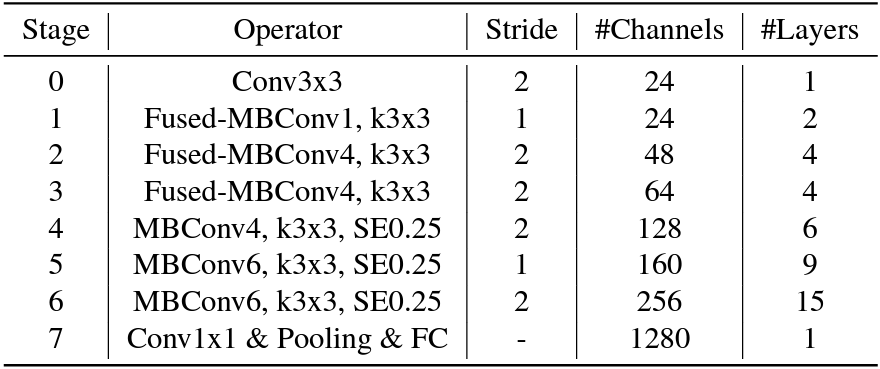 Stage Operator Stride #Channels #Layers
0 Conv3x3 2 24 1
1 Fused-MBConv1, k3x3 1 24 2
2 Fused-MBConv4, k3x3 2 48 4
3 Fused-MBConv4, k3x3 2 64 4
4 MBConv4, k3x3, SE0.25 2 128 6
5 MBConv6, k3x3, SE0.25 1 160 9
6 MBConv6, k3x3, SE0.25 2 256 15
7 Conv1x1 & Pooling & FC - 1280 1